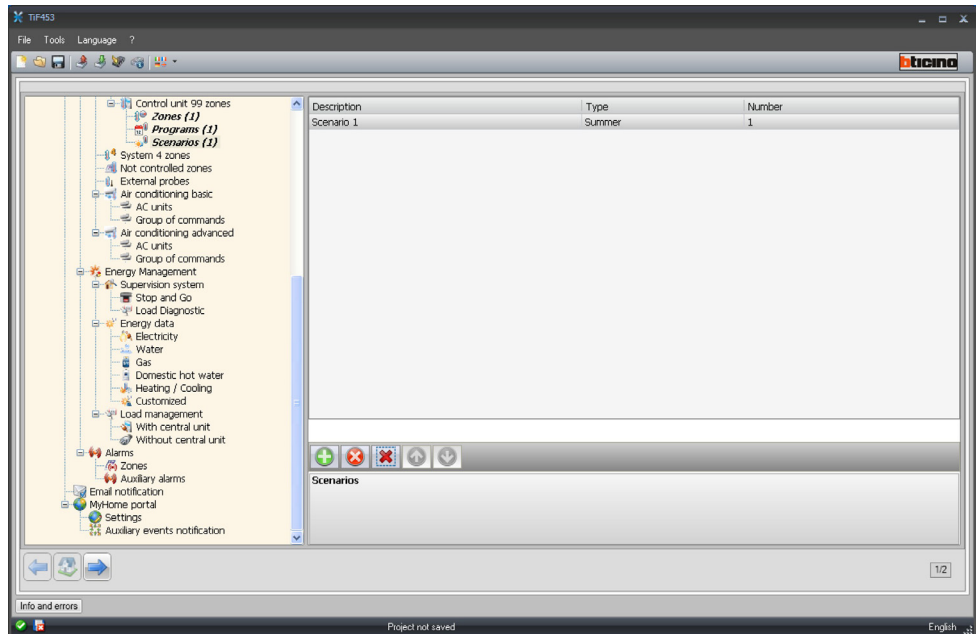 TiF453
File Tools Language ?
bticino
Control unit 99 zones
Zones (1)
Programs (1)
Scenarios (1)
System 4 zones
Not controlled zones
External probes
Air conditioning basic
AC units
Group of commands
Air conditioning advanced
AC units
Group of commands
Energy Management
Supervision system
Stop and Go
Load Diagnostic
Energy data
Electricity
Water
Gas
Domestic hot water
Heating / Cooling
Customized
Load management
With central unit
Without central unit
Alarms
Zones
Auxiliary alarms
Email notification
MyHome portal
Settings
Auxiliary events notification
Description Type Number
Scenario 1 Summer 1
Scenarios
1/2
Info and errors
Project not saved
English